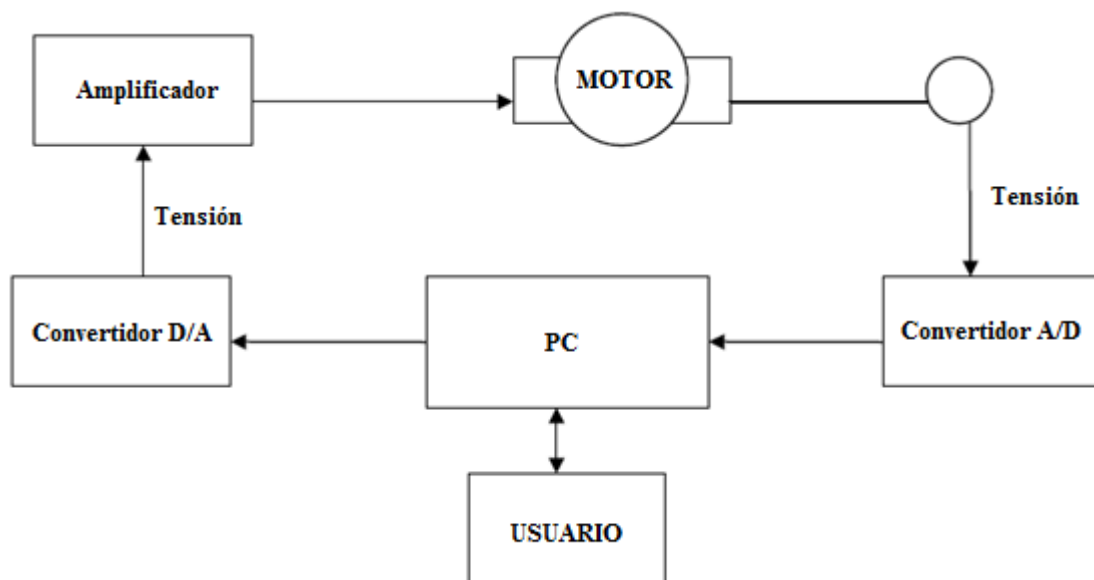 Amplificador
MOTOR
Tensión
Tensión
Convertidor D/A
PC
Convertidor A/D
USUARIO